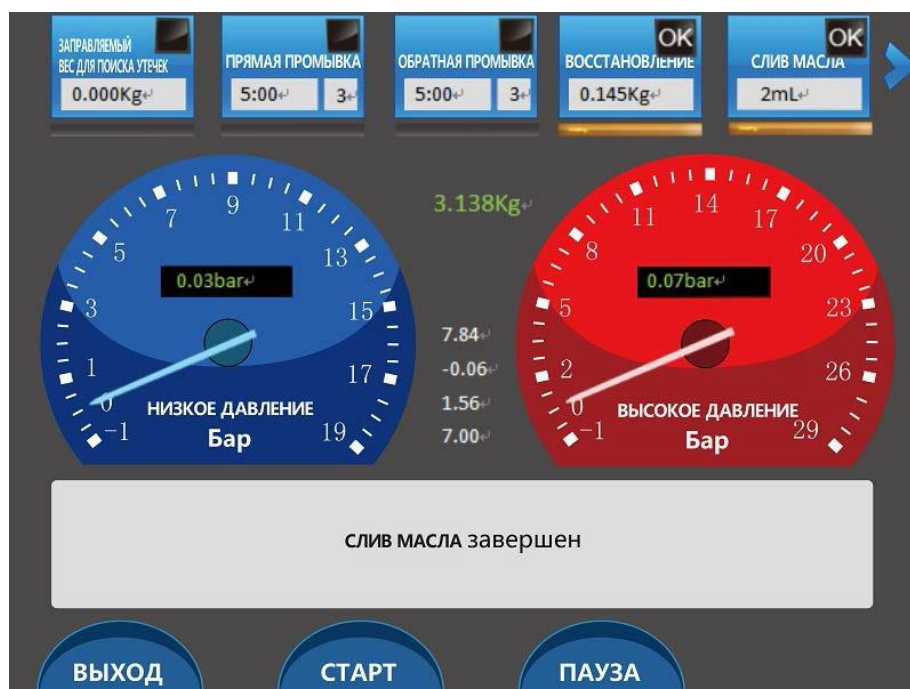 ЗАПРАВЛЯЕМЫЙ
ВЕС ДЛЯ ПОИСКА УТЕЧЕК
0.000Kg↵
ПРЯМАЯ ПРОМЫВКА
5:00↵ 3↵
ОБРАТНАЯ ПРОМЫВКА
5:00↵ 3↵
OK
ВОССТАНОВЛЕНИЕ
0.145Kg↵
OK
СЛИВ МАСЛА
2mL↵
-1
0
1
3
5
7
9
11
13
15
17
19
0.03bar↵
НИЗКОЕ ДАВЛЕНИЕ
Бар
3.138Kg↵
7.84↵
-0.06↵
1.56↵
7.00↵
-1
0
2
5
8
11
14
17
20
23
26
29
0.07bar↵
ВЫСОКОЕ ДАВЛЕНИЕ
Бар
СЛИВ МАСЛА завершен
ВЫХОД
СТАРТ
ПАУЗА